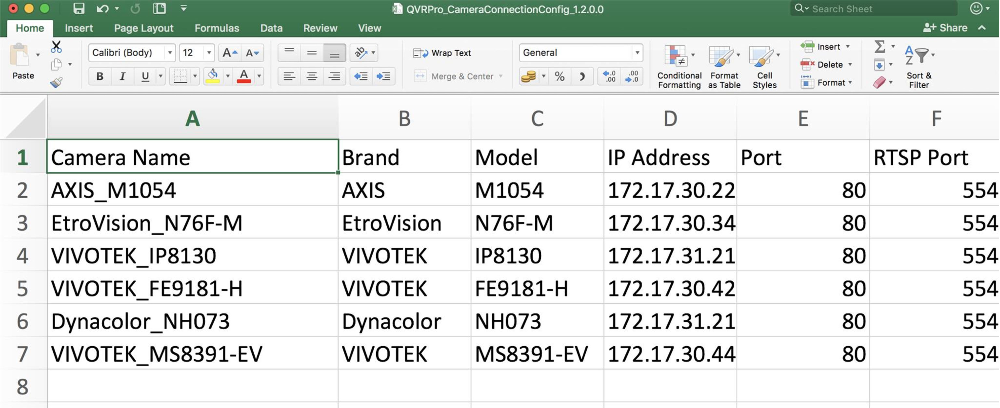 QVRPro_CameraConnectionConfig_1.2.0.0 Search Sheet
Home Insert Page Layout Formulas Data Review View Share
Paste Calibri (Body) 12 A A ab Wrap Text General Conditional Formatting Format as Table Cell Styles Insert Delete Format Σ A Z Sort & Filter
B I U A Merge & Center % .0 .00 .00 .0
A B C D E F
1 Camera Name Brand Model IP Address Port RTSP Port
2 AXIS_M1054 AXIS M1054 172.17.30.22 80 554
3 EtroVision_N76F-M EtroVision N76F-M 172.17.30.34 80 554
4 VIVOTEK_IP8130 VIVOTEK IP8130 172.17.31.21 80 554
5 VIVOTEK_FE9181-H VIVOTEK FE9181-H 172.17.30.42 80 554
6 Dynacolor_NH073 Dynacolor NH073 172.17.31.21 80 554
7 VIVOTEK_MS8391-EV VIVOTEK MS8391-EV 172.17.30.44 80 554
8